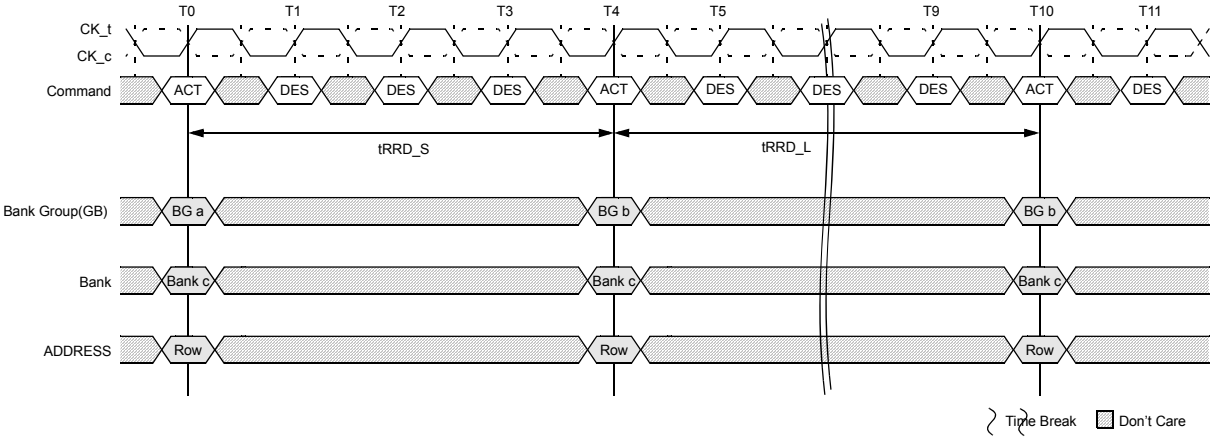 T0 T1 T2 T3 T4 T5 T9 T10 T11
CK_t
CK_c
Command ACT DES DES DES ACT DES DES DES ACT DES
tRRD_S tRRD_L
Bank Group(GB) BG a BG b BG b
Bank Bank c Bank c Bank c
ADDRESS Row Row Row
Time Break Don't Care